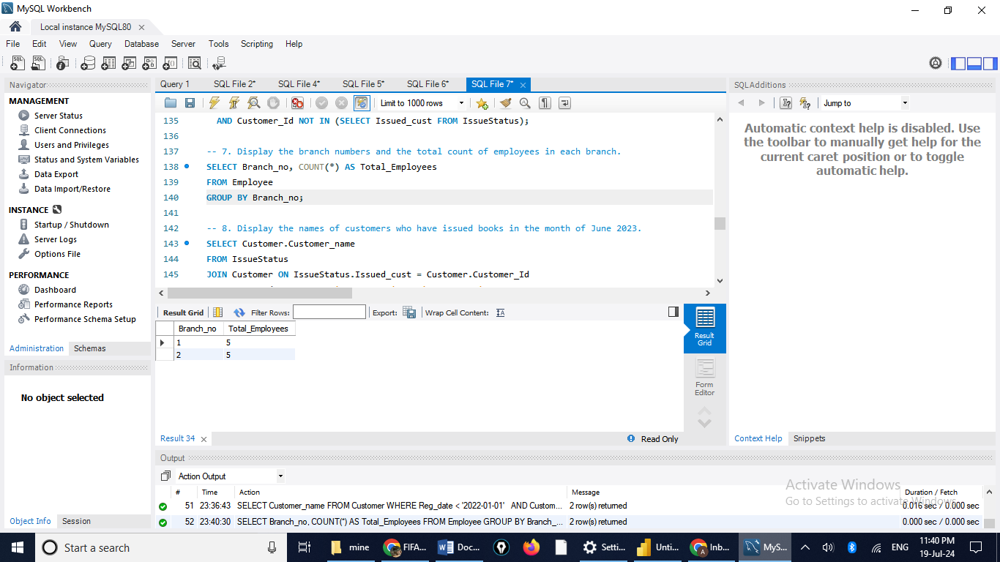 MySQL Workbench
Local instance MySQL80
File Edit View Query Database Server Tools Scripting Help
Navigator
MANAGEMENT
Server Status
Client Connections
Users and Privileges
Status and System Variables
Data Export
Data Import/Restore
INSTANCE
Startup / Shutdown
Server Logs
Options File
PERFORMANCE
Dashboard
Performance Reports
Performance Schema Setup
Administration Schemas
Information
No object selected
Object Info Session
Query 1 SQL File 2* SQL File 4* SQL File 5* SQL File 6* SQL File 7*
Limit to 1000 rows
135 AND Customer_Id NOT IN (SELECT Issued_cust FROM IssueStatus);
136
137 -- 7. Display the branch numbers and the total count of employees in each branch.
138 SELECT Branch_no, COUNT(*) AS Total_Employees
139 FROM Employee
140 GROUP BY Branch_no;
141
142 -- 8. Display the names of customers who have issued books in the month of June 2023.
143 SELECT Customer.Customer_name
144 FROM IssueStatus
145 JOIN Customer ON IssueStatus.Issued_cust = Customer.Customer_Id
Result Grid Filter Rows: Export: Wrap Cell Content:
Branch_no Total_Employees
1 5
2 5
Result Grid
Form Editor
Result 34 Read Only
SQLAdditions
Jump to
Automatic context help is disabled. Use
the toolbar to manually get help for the
current caret position or to toggle
automatic help.
Context Help Snippets
Output
Action Output
# Time Action Message Duration / Fetch
51 23:36:43 SELECT Customer_name FROM Customer WHERE Reg_date < '2022-01-01' AND Custom... 2 row(s) returned 0.016 sec / 0.000 sec
52 23:40:30 SELECT Branch_no, COUNT(*) AS Total_Employees FROM Employee GROUP BY Branch_... 2 row(s) returned 0.000 sec / 0.000 sec
Activate Windows
Go to Settings to activate Windows.
Start a search
mine FIFA... Doc... Setti... Unti... Inb... MyS... ENG
11:40 PM
19-Jul-24